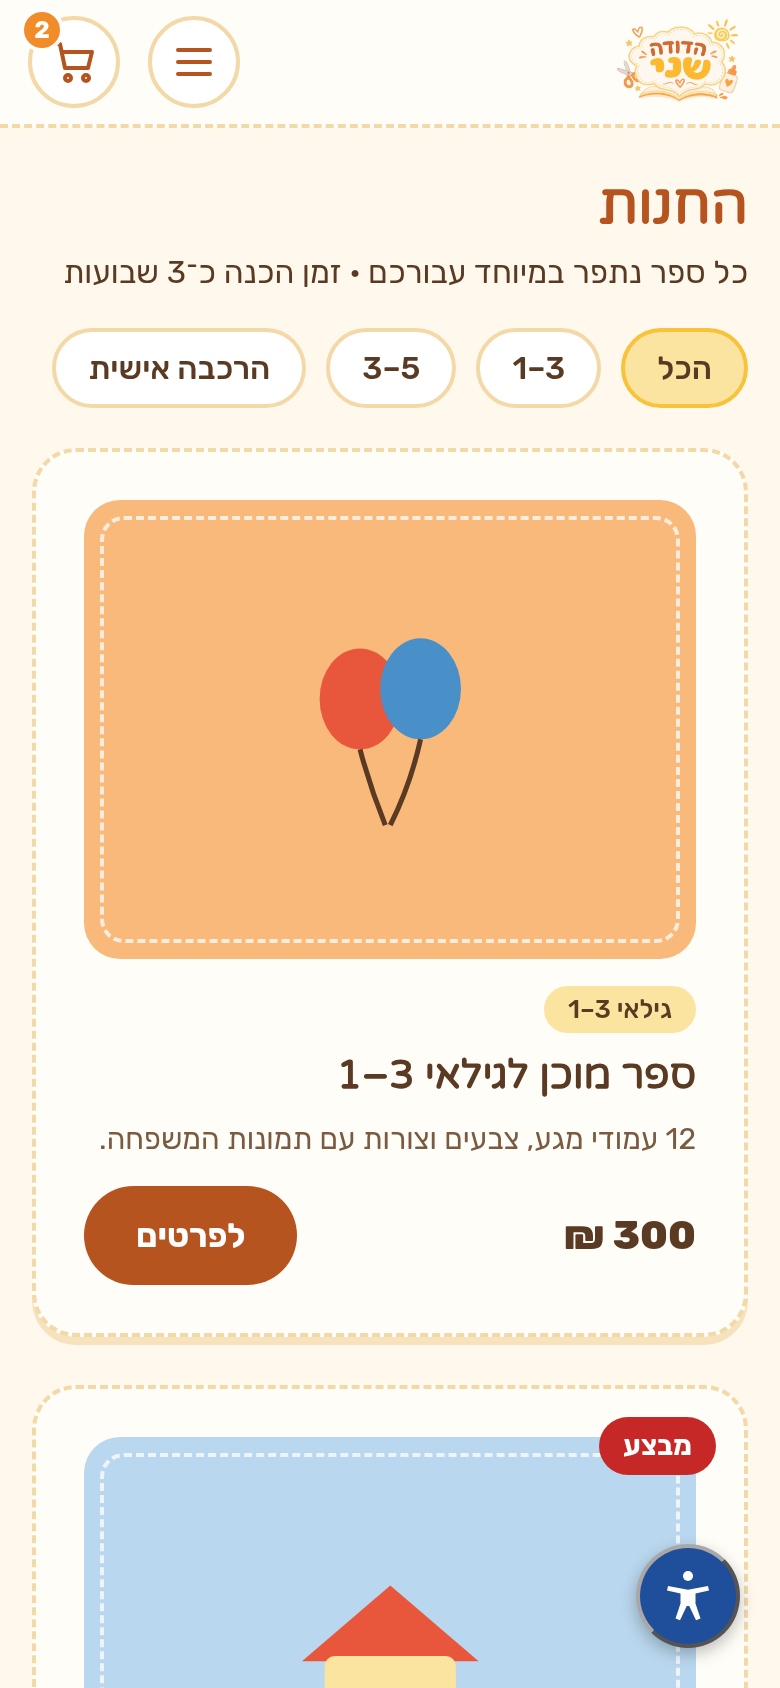 הדודה
שני
2
החנות
כל ספר נתפר במיוחד עבורכם • זמן הכנה כ־3 שבועות
הכל
1–3
3–5
הרכבה אישית
גילאי 1–3
ספר מוכן לגילאי 1–3
12 עמודי מגע, צבעים וצורות עם תמונות המשפחה.
300 ₪
לפרטים
מבצע